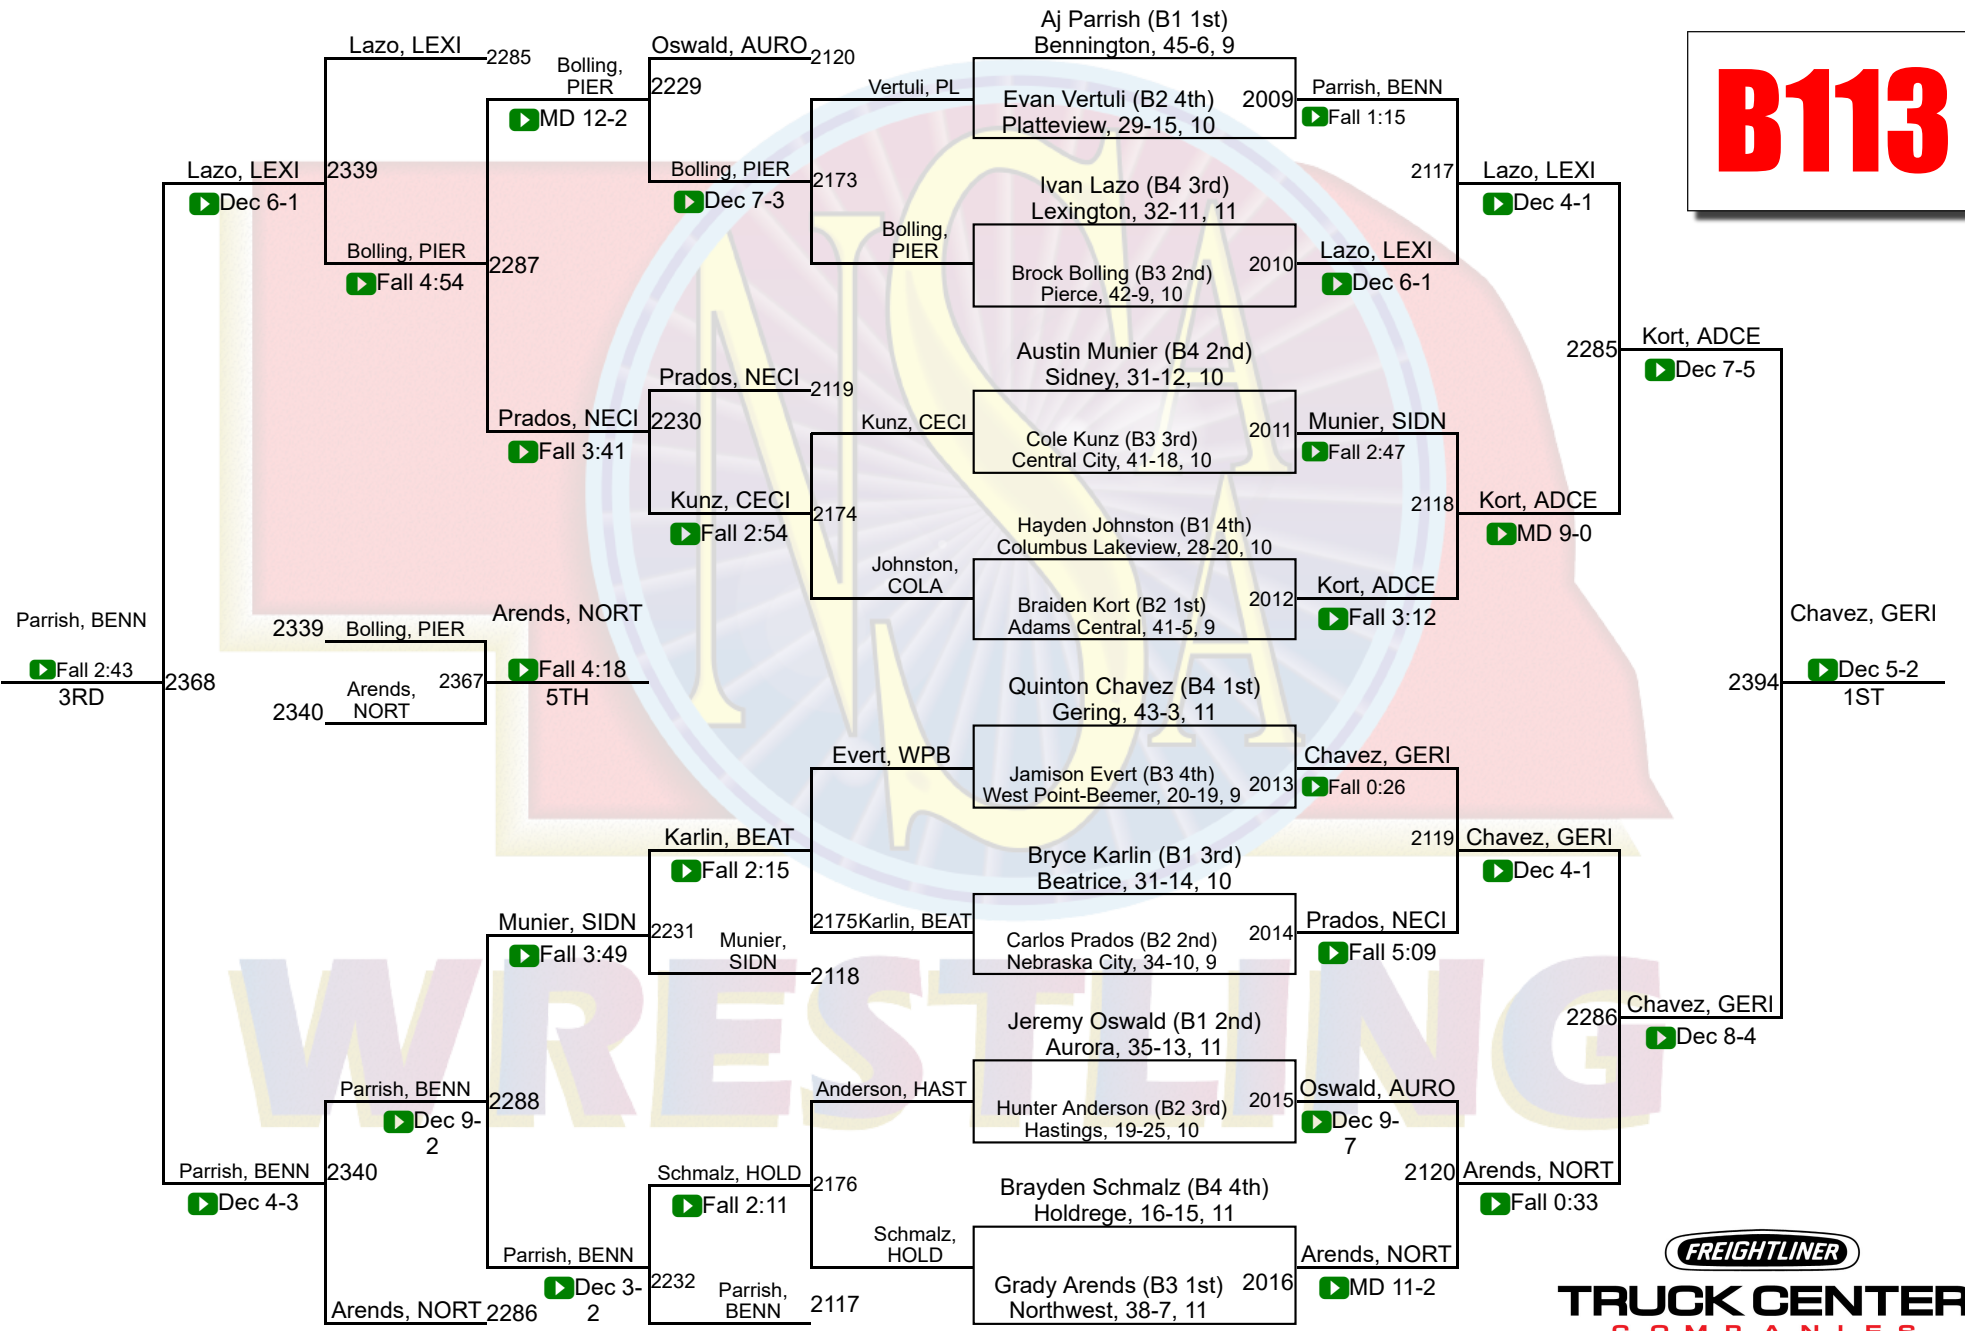 B113
Aj Parrish (B1 1st)
Bennington, 45-6, 9
Evan Vertuli (B2 4th)
Platteview, 29-15, 10
2009
Ivan Lazo (B4 3rd)
Lexington, 32-11, 11
Brock Bolling (B3 2nd)
Pierce, 42-9, 10
2010
Austin Munier (B4 2nd)
Sidney, 31-12, 10
Cole Kunz (B3 3rd)
Central City, 41-18, 10
2011
Hayden Johnston (B1 4th)
Columbus Lakeview, 28-20, 10
Braiden Kort (B2 1st)
Adams Central, 41-5, 9
2012
Quinton Chavez (B4 1st)
Gering, 43-3, 11
Jamison Evert (B3 4th)
West Point-Beemer, 20-19, 9
2013
Bryce Karlin (B1 3rd)
Beatrice, 31-14, 10
Carlos Prados (B2 2nd)
Nebraska City, 34-10, 9
2014
Jeremy Oswald (B1 2nd)
Aurora, 35-13, 11
Hunter Anderson (B2 3rd)
Hastings, 19-25, 10
2015
Brayden Schmalz (B4 4th)
Holdrege, 16-15, 11
Grady Arends (B3 1st)
Northwest, 38-7, 11
2016
Parrish, BENN
Fall 1:15
2117
Lazo, LEXI
Dec 6-1
Munier, SIDN
Fall 2:47
2118
Kort, ADCE
Fall 3:12
Chavez, GERI
Fall 0:26
2119
Prados, NECI
Fall 5:09
Oswald, AURO
Dec 9-
7
2120
Arends, NORT
MD 11-2
Lazo, LEXI
Dec 4-1
2285
Kort, ADCE
MD 9-0
Chavez, GERI
Dec 4-1
2286
Arends, NORT
Fall 0:33
Kort, ADCE
Dec 7-5
2394
Chavez, GERI
Dec 8-4
Chavez, GERI
Dec 5-2
1ST
Vertuli, PL
2173
Bolling,
PIER
Kunz, CECI
2174
Johnston,
COLA
Evert, WPB
2175
Karlin, BEAT
Anderson, HAST
2176
Schmalz,
HOLD
Oswald, AURO
2120
2229
Bolling, PIER
Dec 7-3
Prados, NECI
2119
2230
Kunz, CECI
Fall 2:54
Karlin, BEAT
Fall 2:15
2231
Munier,
SIDN
2118
Schmalz, HOLD
Fall 2:11
2232
Parrish,
BENN
2117
Bolling,
PIER
MD 12-2
2287
Prados, NECI
Fall 3:41
Munier, SIDN
Fall 3:49
2288
Parrish, BENN
Dec 3-
2
Lazo, LEXI
2285
2339
Bolling, PIER
Fall 4:54
Parrish, BENN
Dec 9-
2
2340
Arends, NORT
2286
Lazo, LEXI
Dec 6-1
2368
Parrish, BENN
Dec 4-3
Parrish, BENN
Fall 2:43
3RD
2339
Bolling, PIER
2367
2340
Arends,
NORT
Arends, NORT
Fall 4:18
5TH
NSAA
WRESTLING
FREIGHTLINER
TRUCK CENTER
COMPANIES